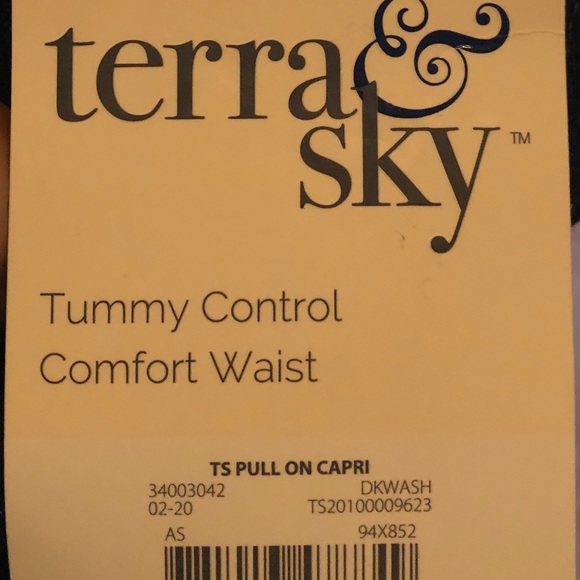 terra &
sky™
Tummy Control
Comfort Waist
TS PULL ON CAPRI
34003042 DKWASH
02-20 TS20100009623
AS 94X852